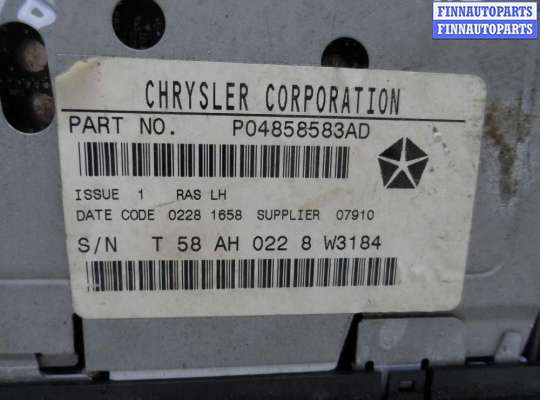 FINNAUTOPARTS
FINNAUTOPARTS
CHRYSLER CORPORATION
PART NO. P04858583AD
ISSUE 1 RAS LH
DATE CODE 0228 1658 SUPPLIER 07910
S/N T 58 AH 022 8 W3184